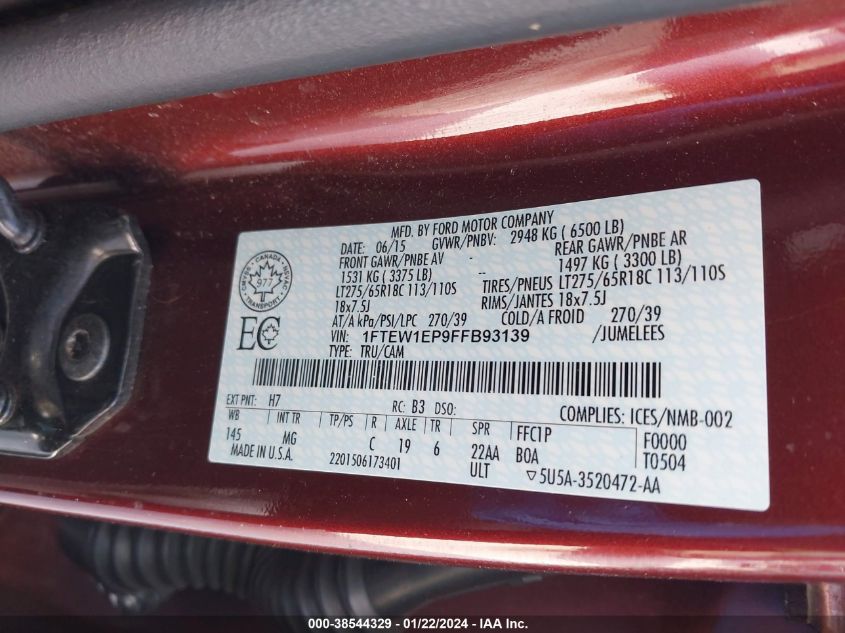 MFD. BY FORD MOTOR COMPANY
DATE: 06/15 GVWR/PNBV: 2948 KG ( 6500 LB)
FRONT GAWR/PNBE AV - REAR GAWR/PNBE AR
1531 KG ( 3375 LB) -- 1497 KG ( 3300 LB)
LT275/65R18C 113/110S TIRES/PNEUS LT275/65R18C 113/110S
18x7.5J RIMS/JANTES 18x7.5J
AT/A kPa/PSI/LPC 270/39 COLD/A FROID 270/39
VIN: 1FTEW1EP9FFB93139 /JUMELEES
TYPE: TRU/CAM
CANADA
977
TRANSPORT
EC
EXT PNT: H7 RC: B3 DSO: COMPLIES: ICES/NMB-002
WB INT TR TP/PS R AXLE TR SPR FFC1P F0000
145 MG C 19 6 22AA B0A T0504
MADE IN U.S.A. 2201506173401 ULT ▽5U5A-3520472-AA
000-38544329 - 01/22/2024 - IAA Inc.